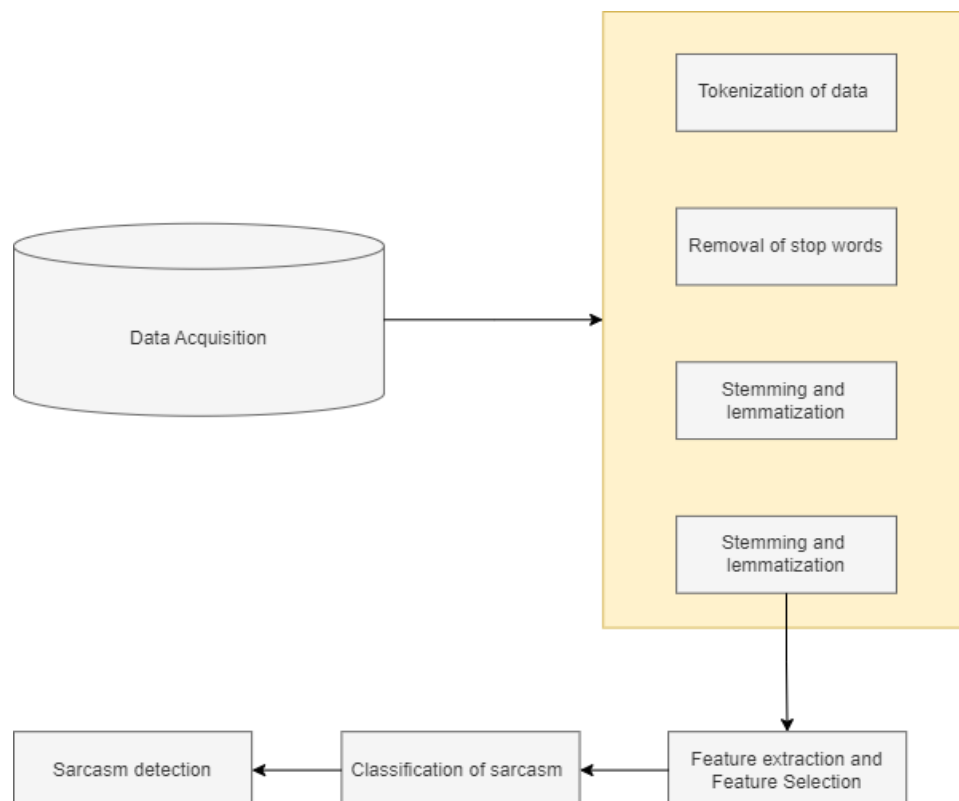 Tokenization of data
Removal of stop words
Data Acquisition
Stemming and
lemmatization
Stemming and
lemmatization
Feature extraction and
Feature Selection
Classification of sarcasm
Sarcasm detection